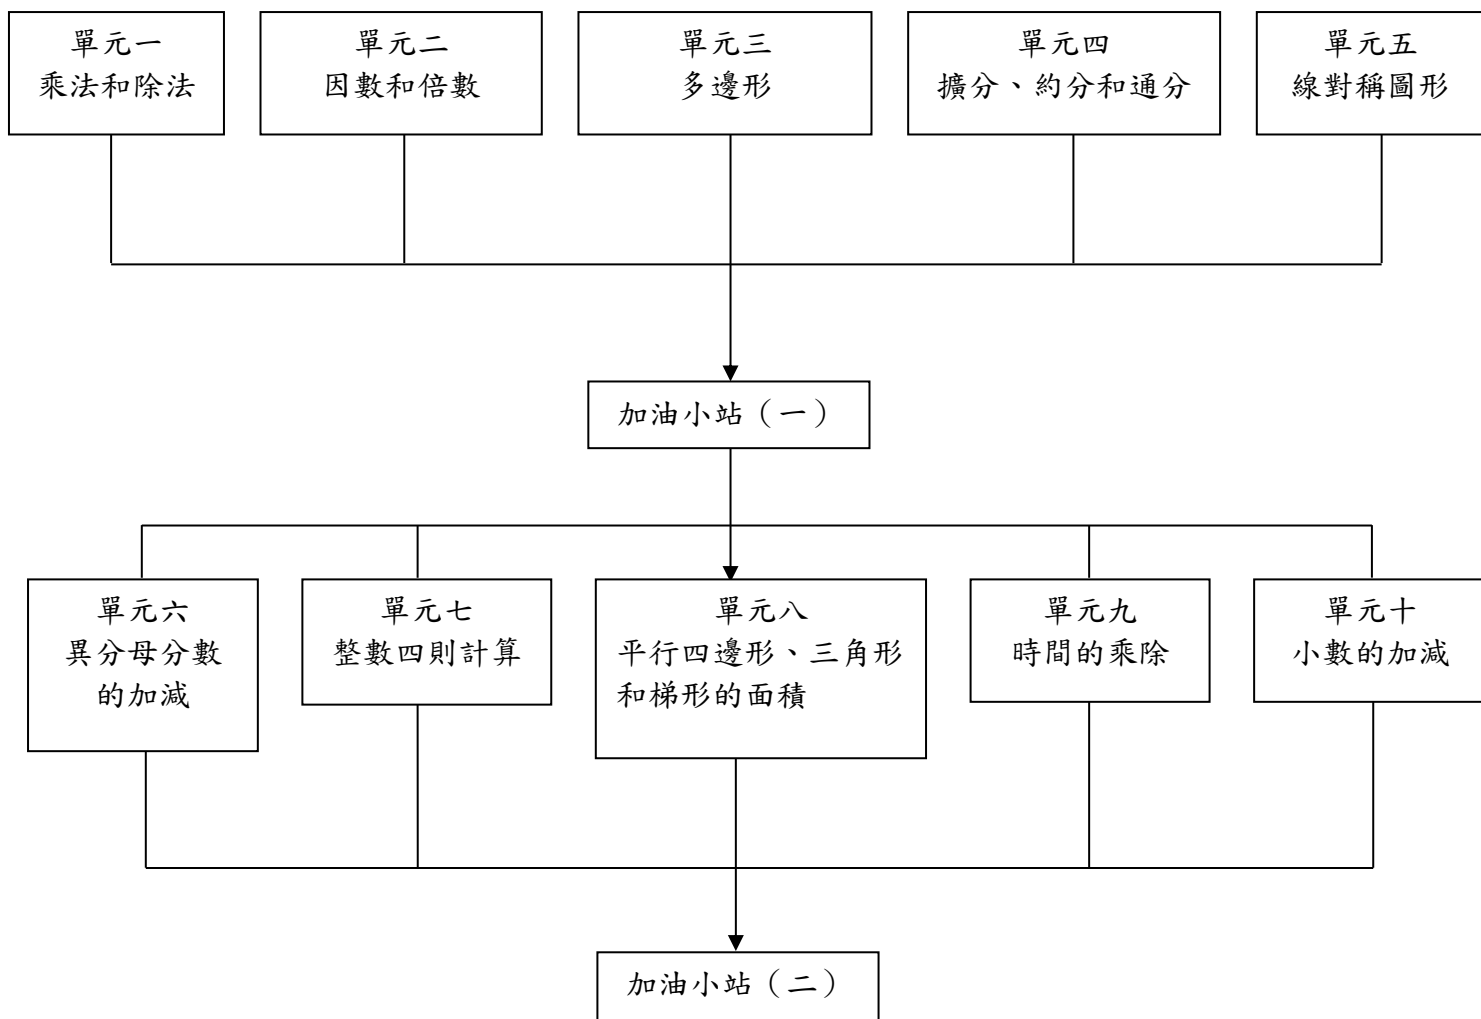 單元一
乘法和除法
單元二
因數和倍數
單元三
多邊形
單元四
擴分、約分和通分
單元五
線對稱圖形
加油小站（一）
單元六
異分母分數
的加減
單元七
整數四則計算
單元八
平行四邊形、三角形
和梯形的面積
單元九
時間的乘除
單元十
小數的加減
加油小站（二）